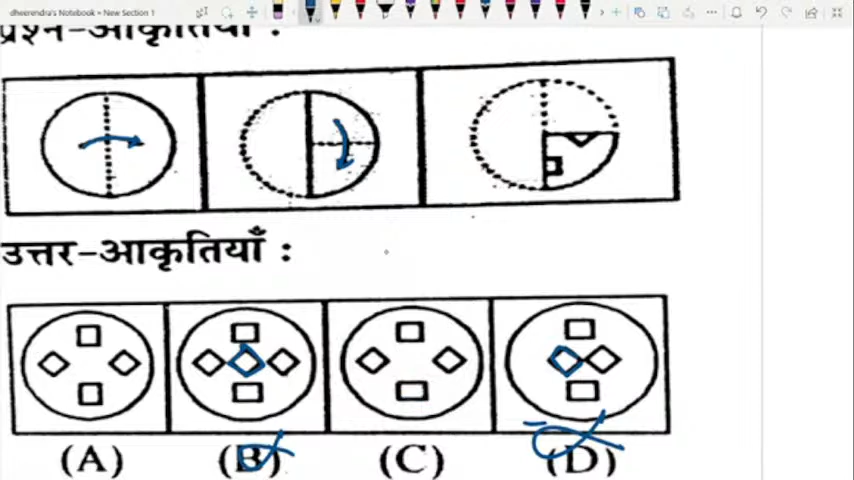 dheerendra's Notebook » New Section 1
प्रश्न-आकृतियाँ :
उत्तर-आकृतियाँ :
(A) (B) (C) (D)